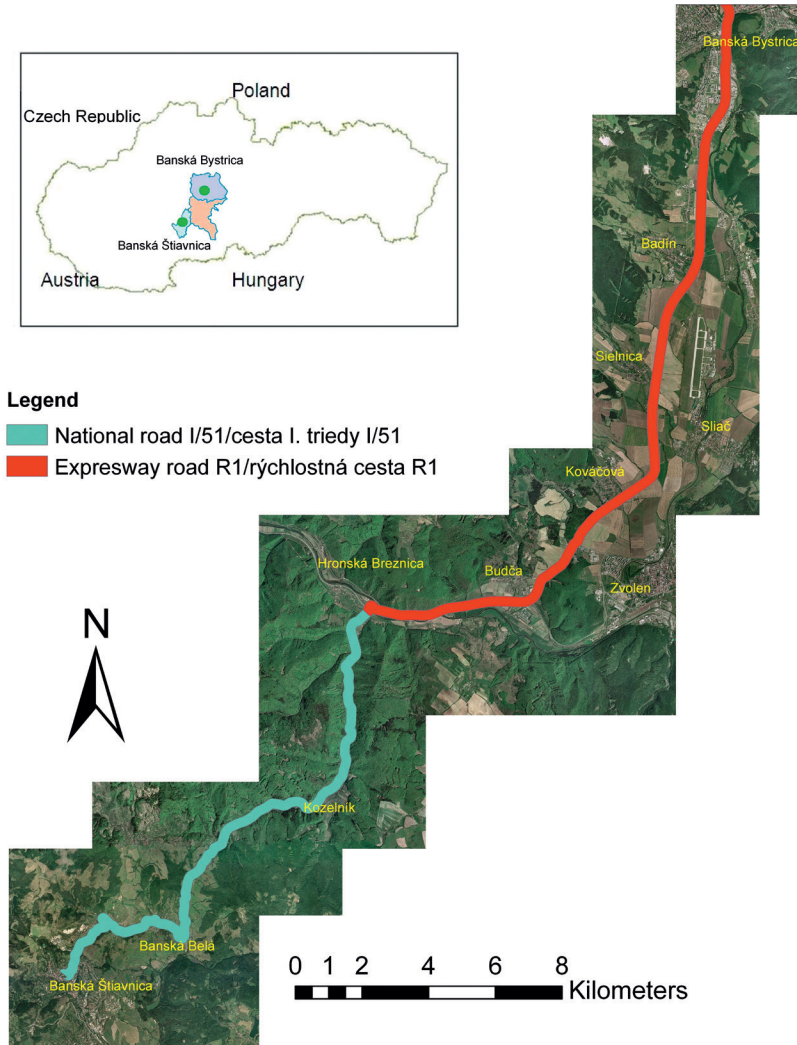 Poland
Czech Republic
Banská Bystrica
Banská Štiavnica
Austria
Hungary
Legend
National road I/51/cesta I. triedy I/51
Expresway road R1/rýchlostná cesta R1
Banská Bystrica
Badín
Sielnica
Sliač
Kováčová
Hronská Breznica
Budča
Zvolen
N
Kozelník
Banská Belá
Banská Štiavnica
0 1 2 4 6 8
Kilometers